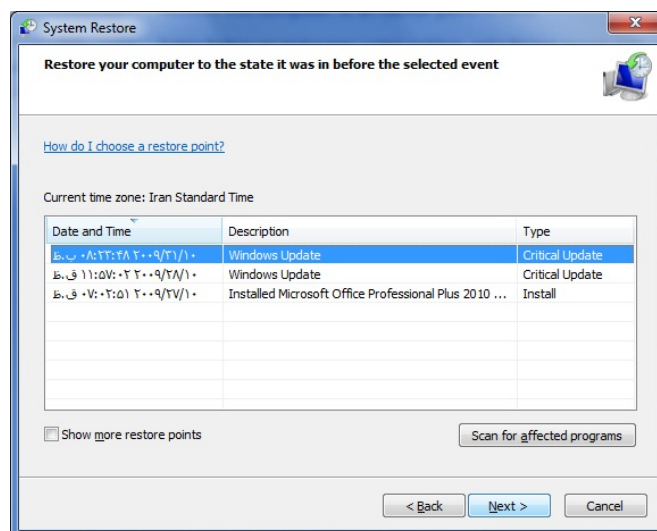 System Restore
Restore your computer to the state it was in before the selected event
How do I choose a restore point?
Current time zone: Iran Standard Time
Date and Time Description Type
ب.ظ ۰۸:۲۳:۴۸ ۲۰۰۹/۳۱/۱۰ Windows Update Critical Update
ق.ظ ۱۱:۵۷:۰۲ ۲۰۰۹/۲۸/۱۰ Windows Update Critical Update
ق.ظ ۰۷:۰۲:۵۱ ۲۰۰۹/۲۷/۱۰ Installed Microsoft Office Professional Plus 2010 ... Install
Show more restore points Scan for affected programs
< Back Next > Cancel